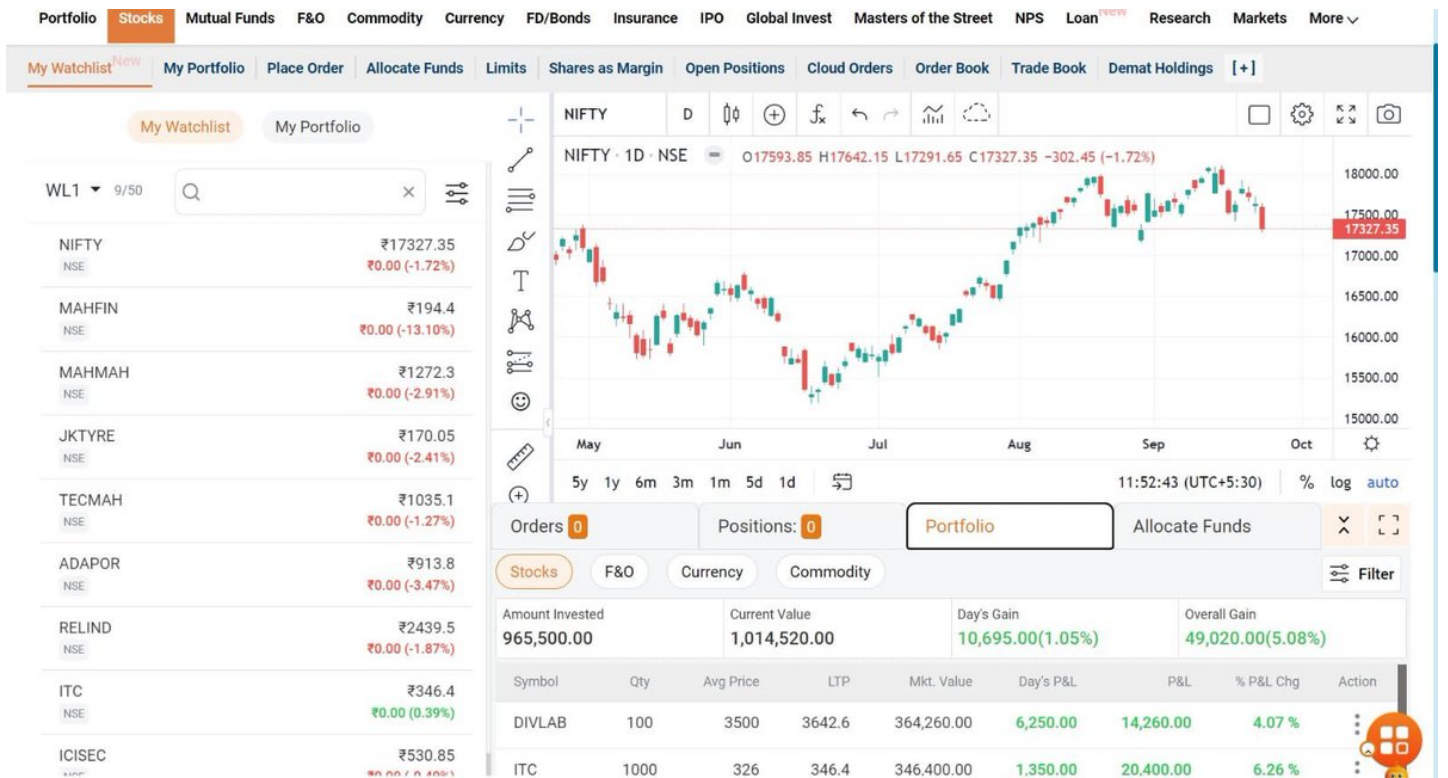 Portfolio Stocks Mutual Funds F&O Commodity Currency FD/Bonds Insurance IPO Global Invest Masters of the Street NPS Loan New Research Markets More
My Watchlist New My Portfolio Place Order Allocate Funds Limits Shares as Margin Open Positions Cloud Orders Order Book Trade Book Demat Holdings [+]
My Watchlist My Portfolio
WL1 9/50
NIFTY ₹17327.35
NSE ₹0.00 (-1.72%)
MAHFIN ₹194.4
NSE ₹0.00 (-13.10%)
MAHMAH ₹1272.3
NSE ₹0.00 (-2.91%)
JKTYRE ₹170.05
NSE ₹0.00 (-2.41%)
TECMAH ₹1035.1
NSE ₹0.00 (-1.27%)
ADAPOR ₹913.8
NSE ₹0.00 (-3.47%)
RELIND ₹2439.5
NSE ₹0.00 (-1.87%)
ITC ₹346.4
NSE ₹0.00 (0.39%)
ICISEC ₹530.85
NIFTY D
NIFTY · 1D · NSE O17593.85 H17642.15 L17291.65 C17327.35 −302.45 (−1.72%)
18000.00
17500.00
17327.35
17000.00
16500.00
16000.00
15500.00
15000.00
May Jun Jul Aug Sep Oct
5y 1y 6m 3m 1m 5d 1d 11:52:43 (UTC+5:30) % log auto
Orders 0 Positions: 0 Portfolio Allocate Funds
Stocks F&O Currency Commodity Filter
Amount Invested Current Value Day's Gain Overall Gain
965,500.00 1,014,520.00 10,695.00(1.05%) 49,020.00(5.08%)
Symbol Qty Avg Price LTP Mkt. Value Day's P&L P&L % P&L Chg Action
DIVLAB 100 3500 3642.6 364,260.00 6,250.00 14,260.00 4.07 %
ITC 1000 326 346.4 346,400.00 1,350.00 20,400.00 6.26 %